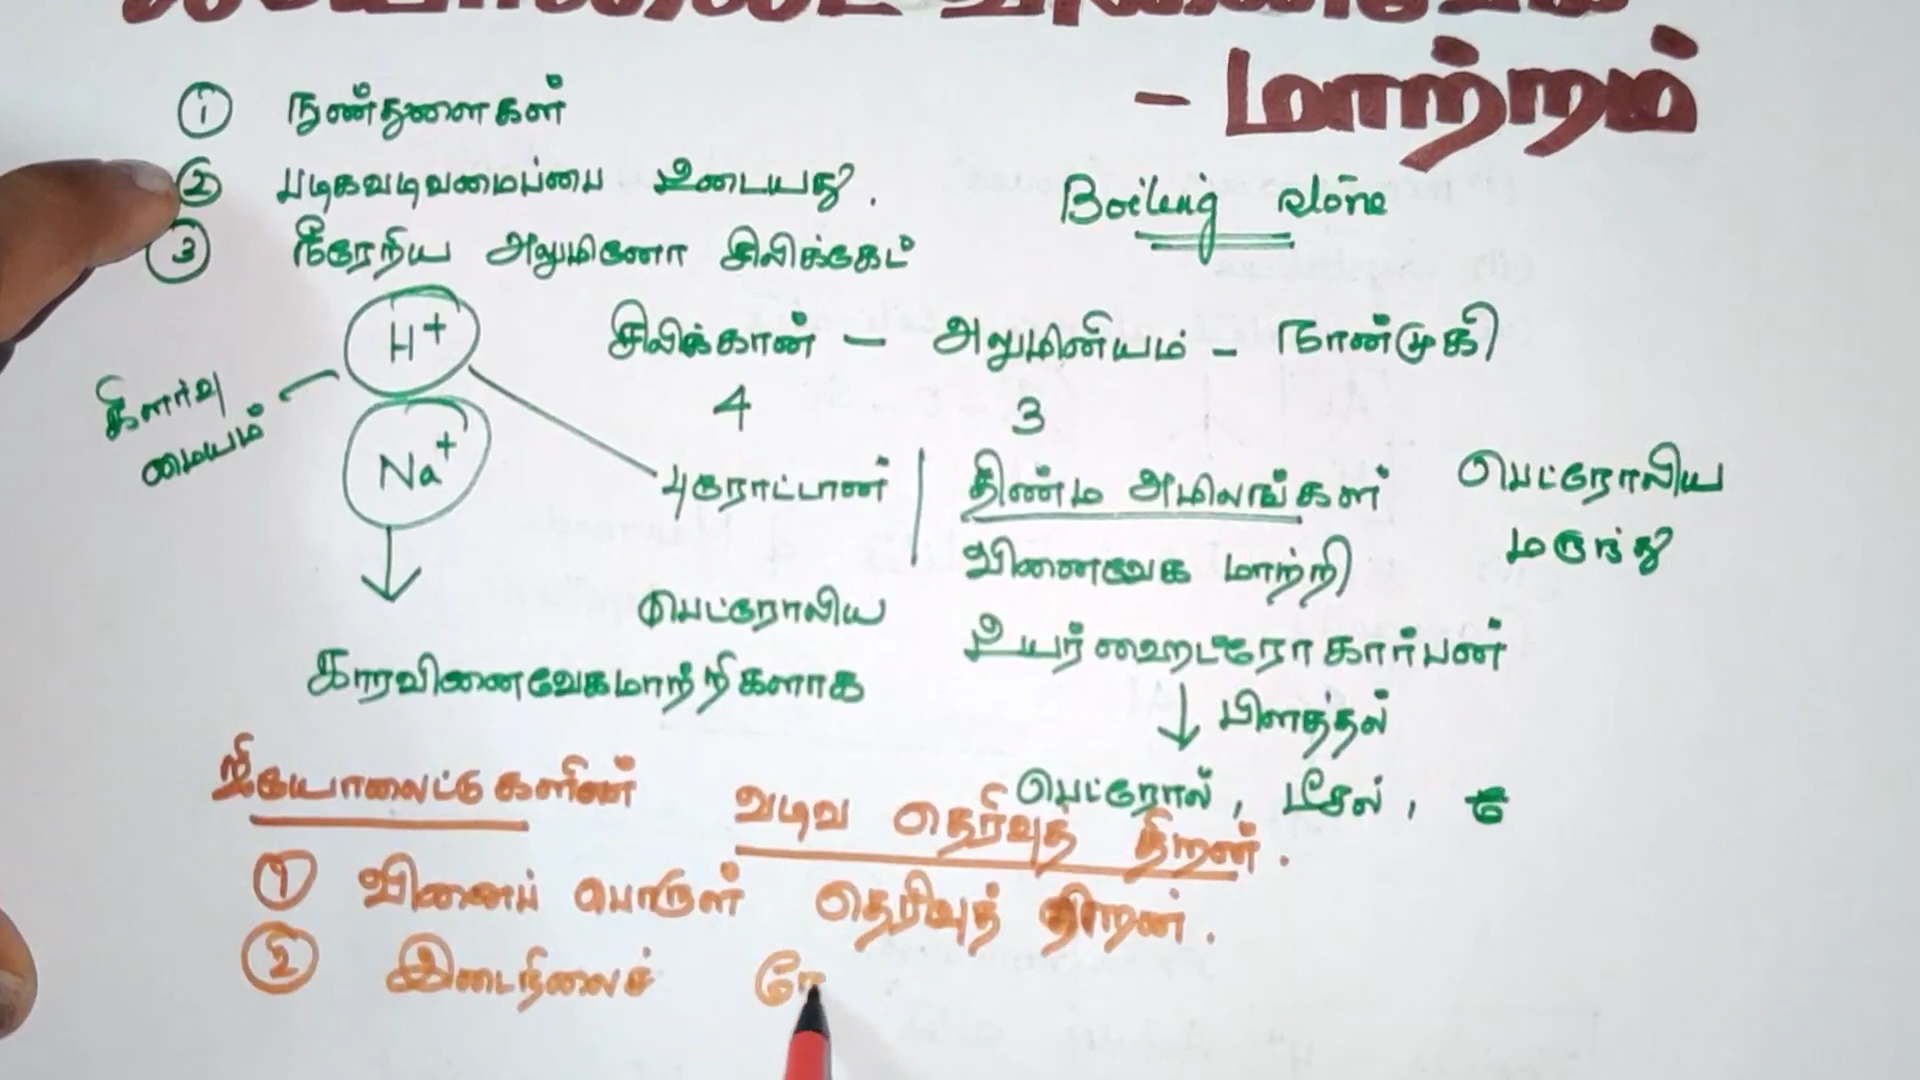 - மாற்றம்
① நுண்துளைகள்
② படிகவடிவமைப்பை உடையது.
Boiling stone
③ நீரேறிய அலுமினோ சிலிக்கேட்
H+
சிலிக்கான் – அலுமினியம் – நான்முகி
4 3
கிளர்வு
மையம்
Na+
புரோட்டான்
திண்ம அமிலங்கள்
பெட்ரோலிய
மருந்து
வினைவேக மாற்றி
பெட்ரோலிய
உயர் ஹைட்ரோ கார்பன்
காரவினைவேகமாற்றிகளாக
↓ பிளத்தல்
பெட்ரோல், டீசல்,
ஜியோலைட்டுகளின் வடிவ தெரிவுத் திறன்.
① வினைப் பொருள் தெரிவுத் திறன்.
② இடைநிலைச்